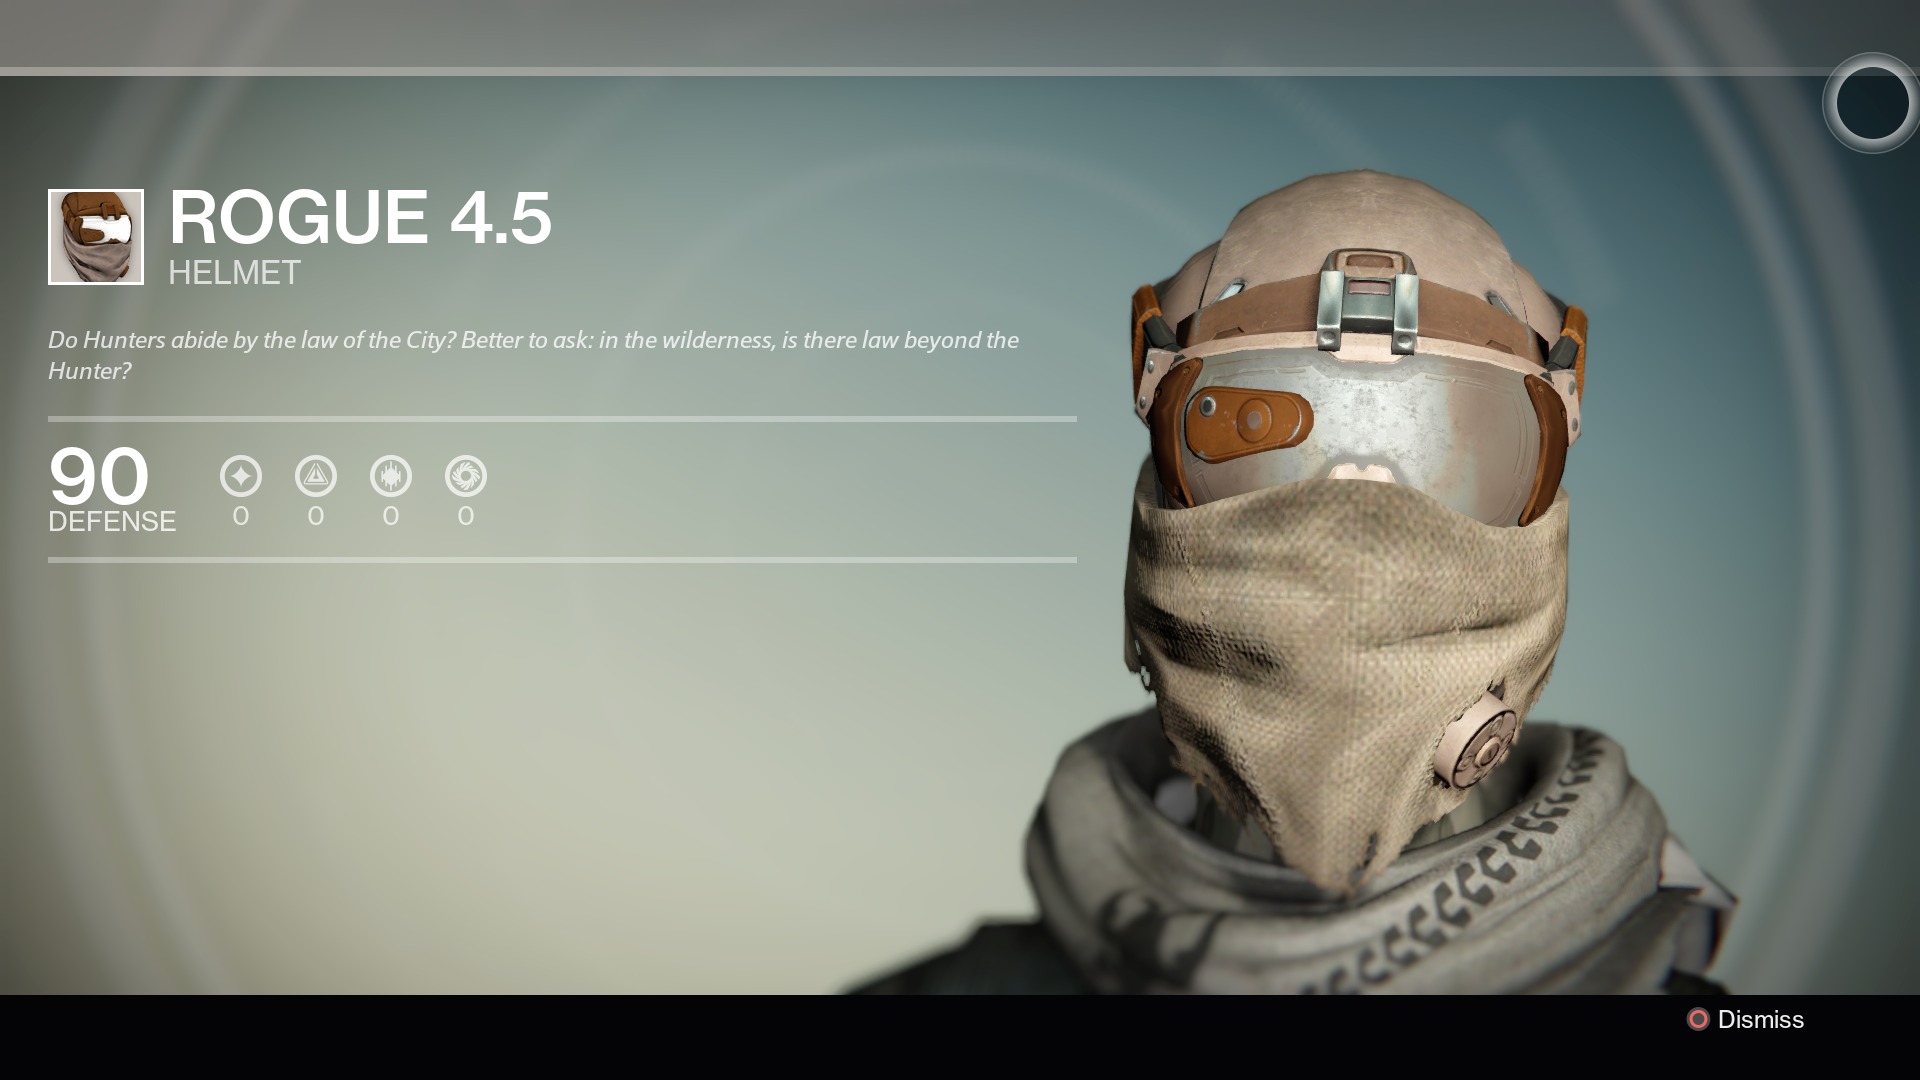 ROGUE 4.5
HELMET
Do Hunters abide by the law of the City? Better to ask: in the wilderness, is there law beyond the
Hunter?
90
DEFENSE
0 0 0 0
Dismiss